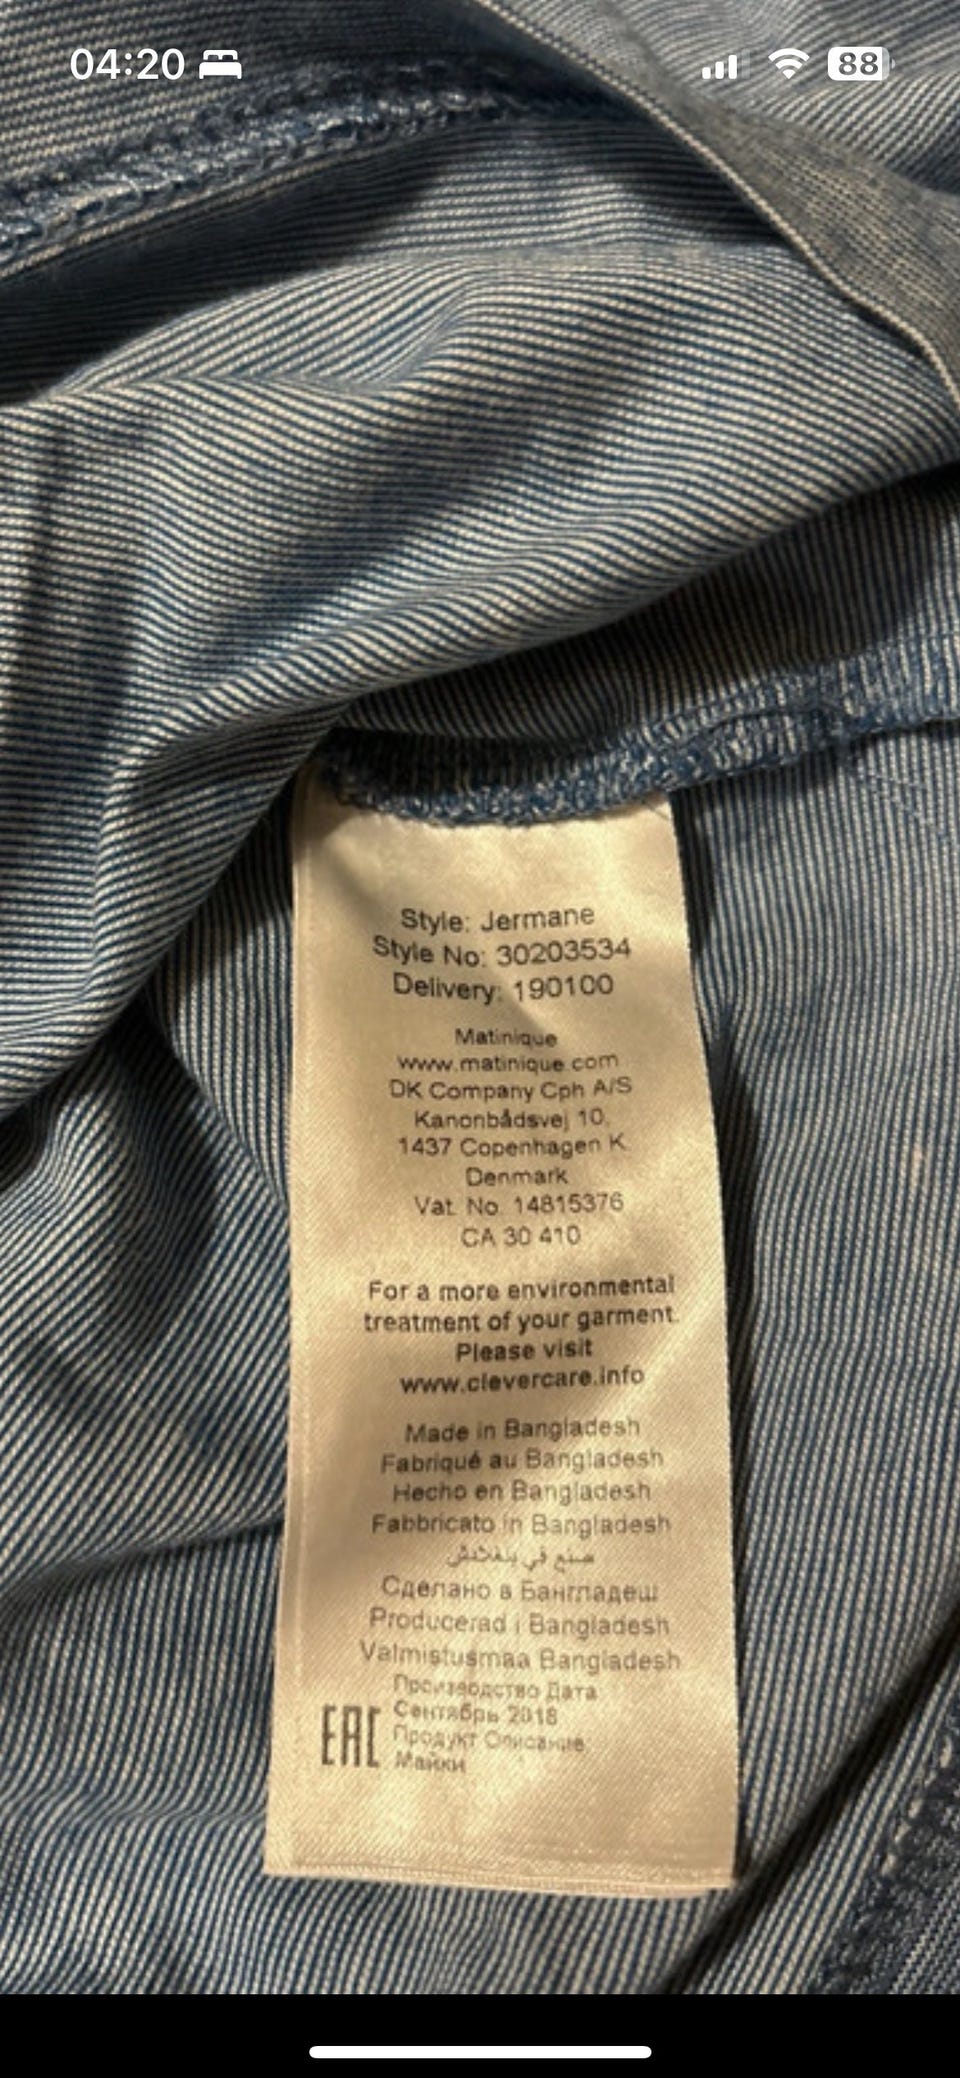 04:20
88
Style: Jermane
Style No: 30203534
Delivery: 190100
Matinique
www.matinique.com
DK Company Cph A/S
Kanonbådsvej 10,
1437 Copenhagen K
Denmark
Vat. No. 14815376
CA 30 410
For a more environmental
treatment of your garment.
Please visit
www.clevercare.info
Made in Bangladesh
Fabriqué au Bangladesh
Hecho en Bangladesh
Fabbricato in Bangladesh
صنع في بنغلادش
Сделано в Бангладеш
Producerad i Bangladesh
Valmistusmaa Bangladesh
Производство Дата
Сентябрь 2018
Продукт Описание
Майки
EAC